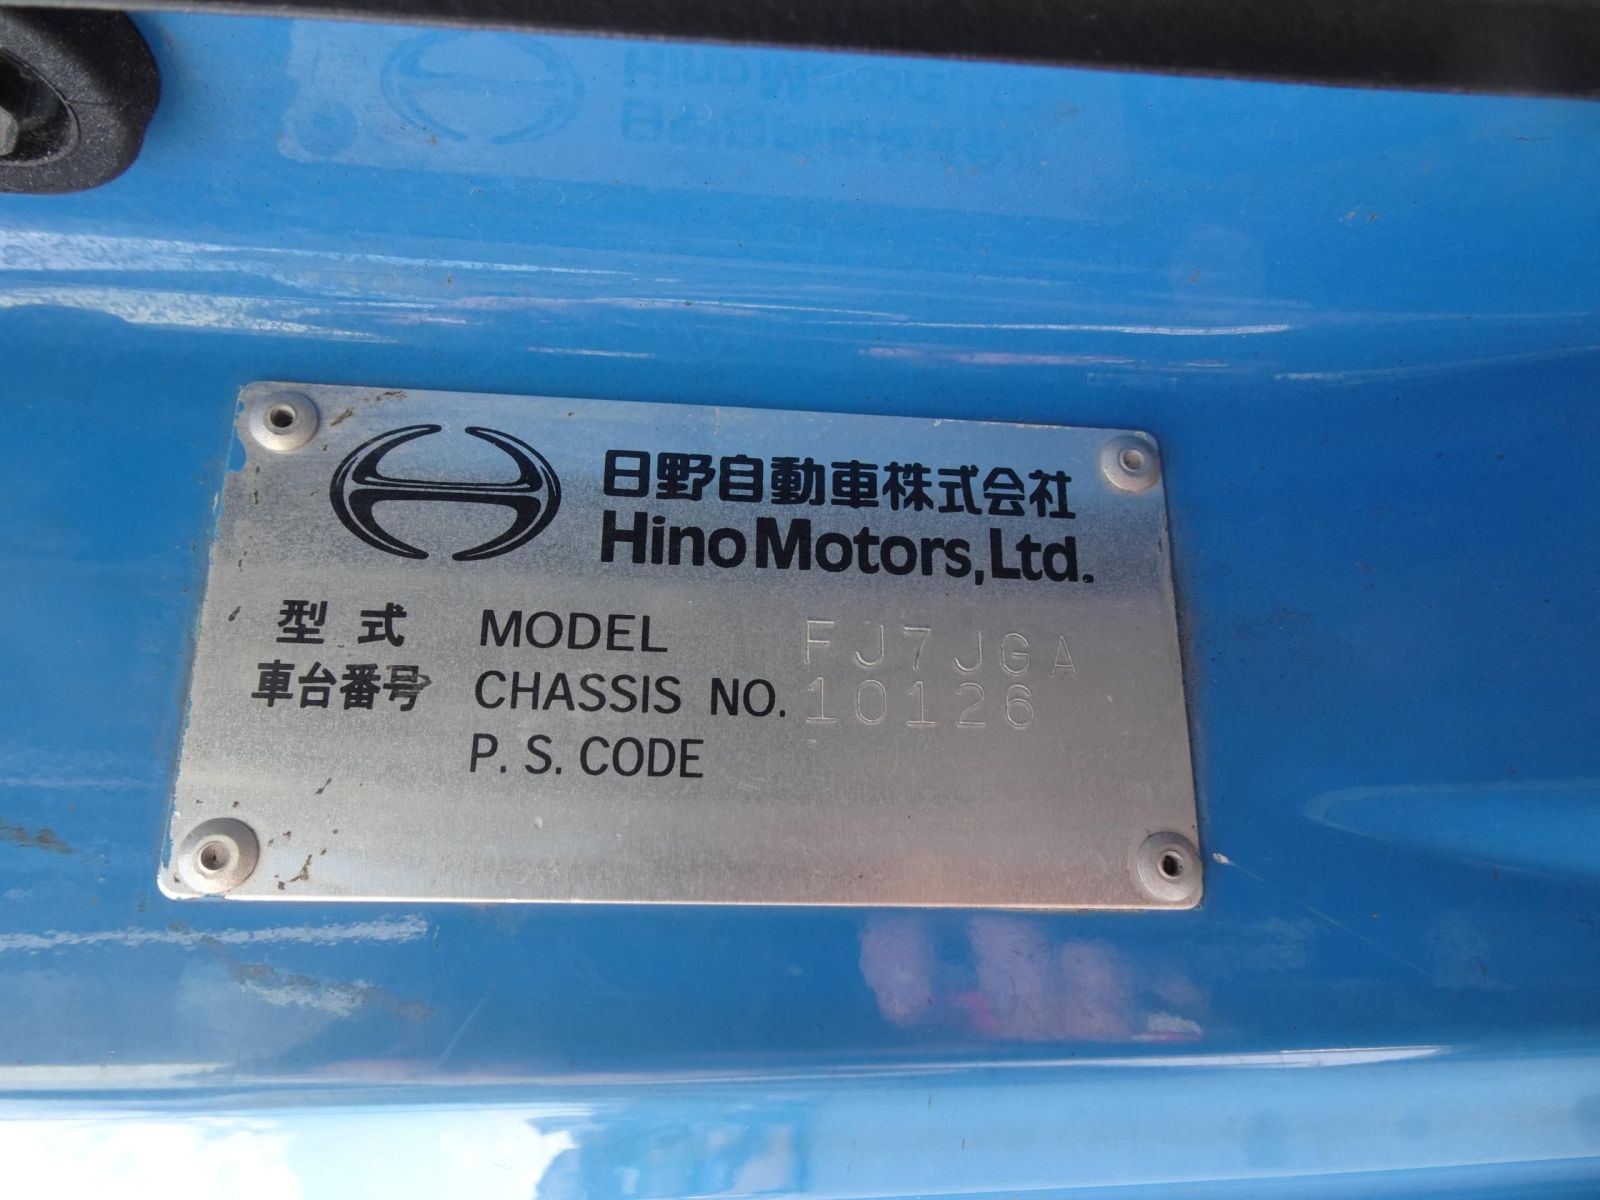 日野自動車株式会社
Hino Motors, Ltd.
型式 MODEL FJ7JGA
車台番号 CHASSIS NO. 10126
P. S. CODE